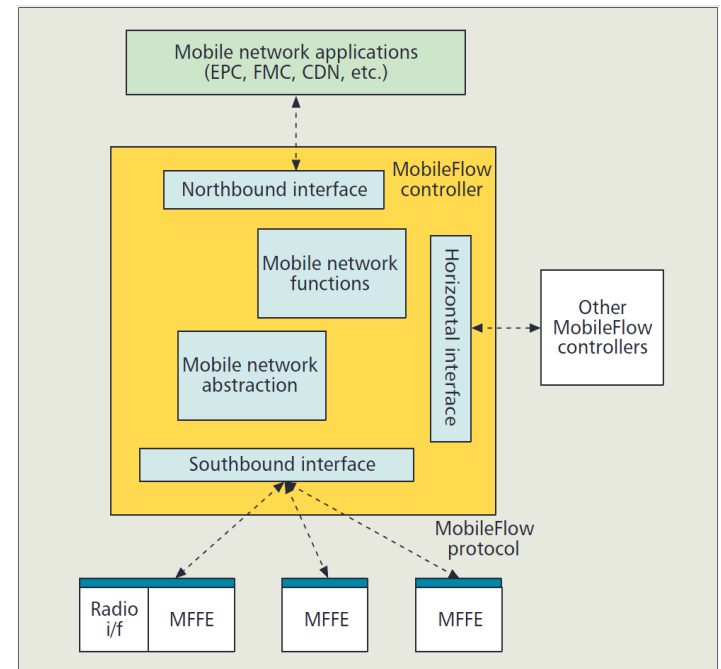 Mobile network applications
(EPC, FMC, CDN, etc.)
MobileFlow
controller
Northbound interface
Mobile network
functions
Horizontal interface
Other
MobileFlow
controllers
Mobile network
abstraction
Southbound interface
MobileFlow
protocol
Radio
i/f
MFFE
MFFE
MFFE